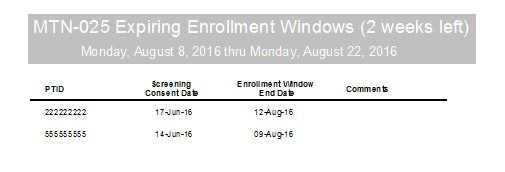 MTN-025 Expiring Enrollment Windows (2 weeks left)
Monday, August 8, 2016 thru Monday, August 22, 2016
PTID Screening Consent Date Enrollment Window End Date Comments
222222222 17-Jun-16 12-Aug-16
555555555 14-Jun-16 09-Aug-16